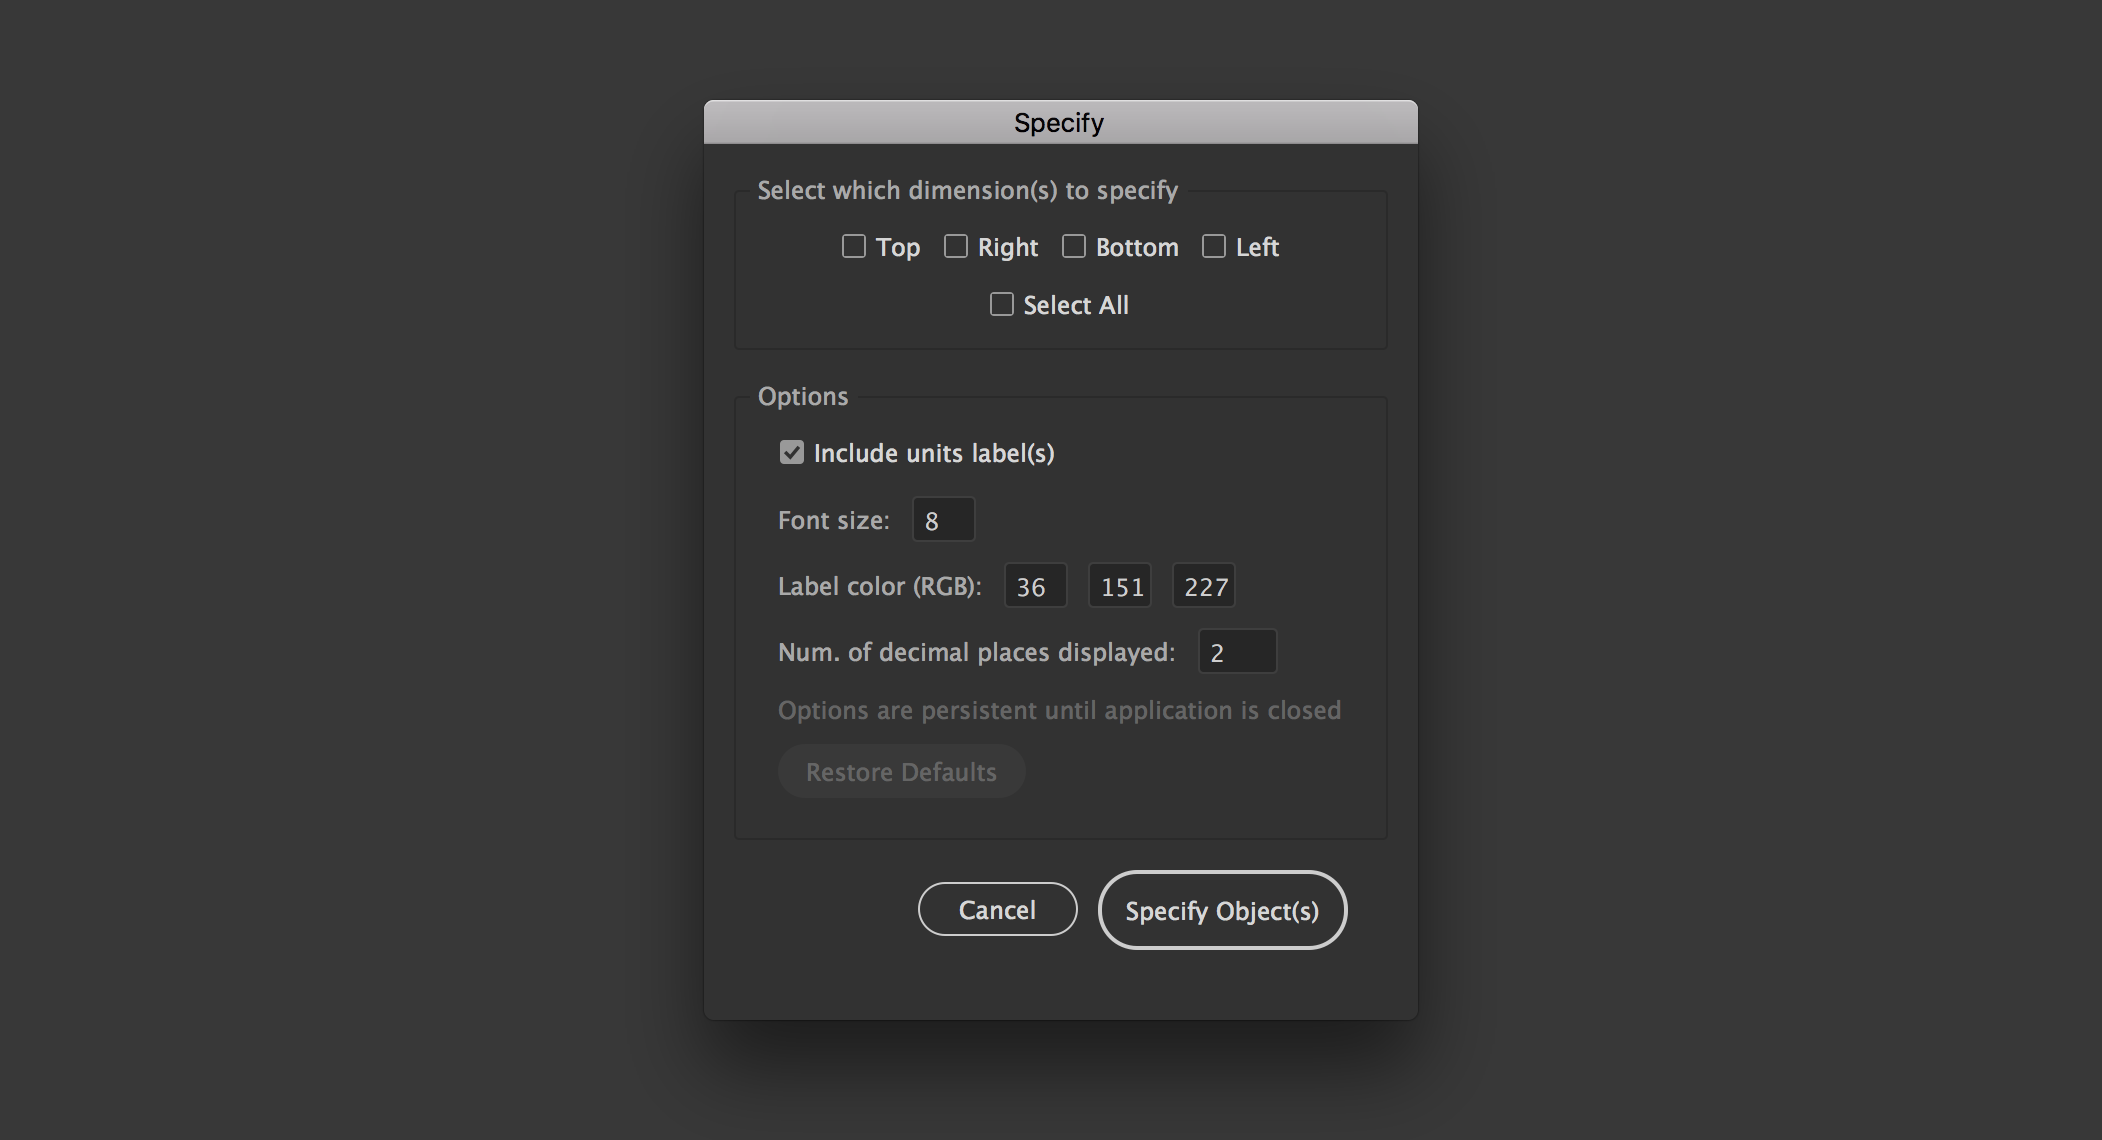 Specify
Select which dimension(s) to specify
Top Right Bottom Left
Select All
Options
Include units label(s)
Font size: 8
Label color (RGB): 36 151 227
Num. of decimal places displayed: 2
Options are persistent until application is closed
Restore Defaults
Cancel Specify Object(s)